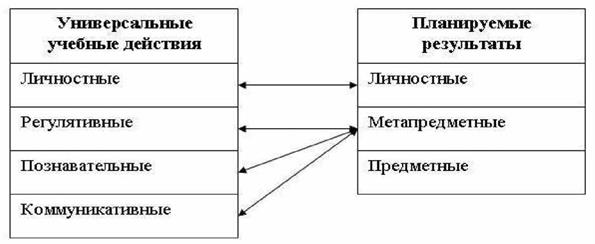 Универсальные
учебные действия
Личностные
Регулятивные
Познавательные
Коммуникативные
Планируемые
результаты
Личностные
Метапредметные
Предметные